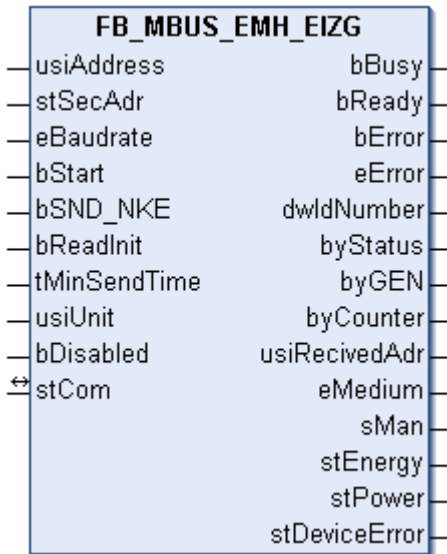 FB_MBUS_EMH_EIZG
usiAddress bBusy
stSecAdr bReady
eBaudrate bError
bStart eError
bSND_NKE dwIdNumber
bReadInit byStatus
tMinSendTime byGEN
usiUnit byCounter
bDisabled usiRecivedAdr
stCom eMedium
sMan
stEnergy
stPower
stDeviceError